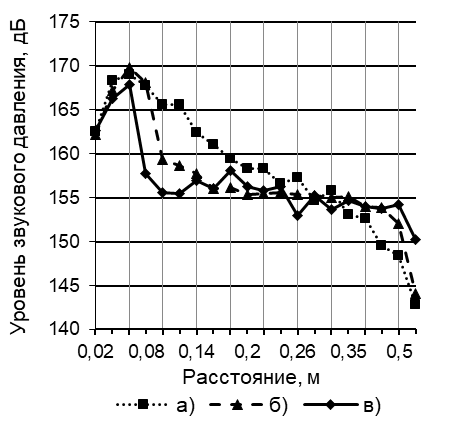 Уровень звукового давления, дБ
175
170
165
160
155
150
145
140
0,02 0,08 0,14 0,2 0,26 0,35 0,5
Расстояние, м
а) б) в)